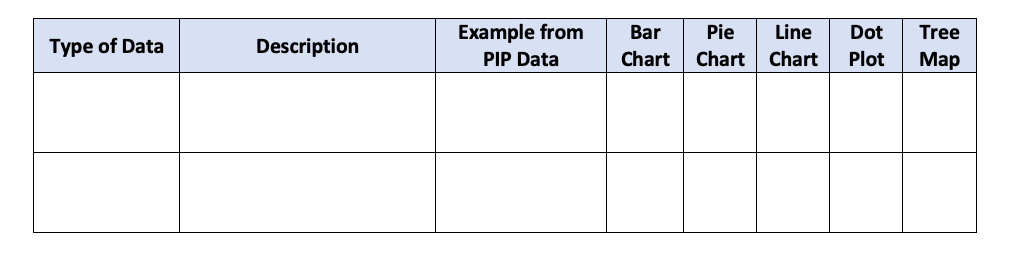 Type of Data
Description
Example from
PIP Data
Bar
Chart
Pie
Chart
Line
Chart
Dot
Plot
Tree
Map